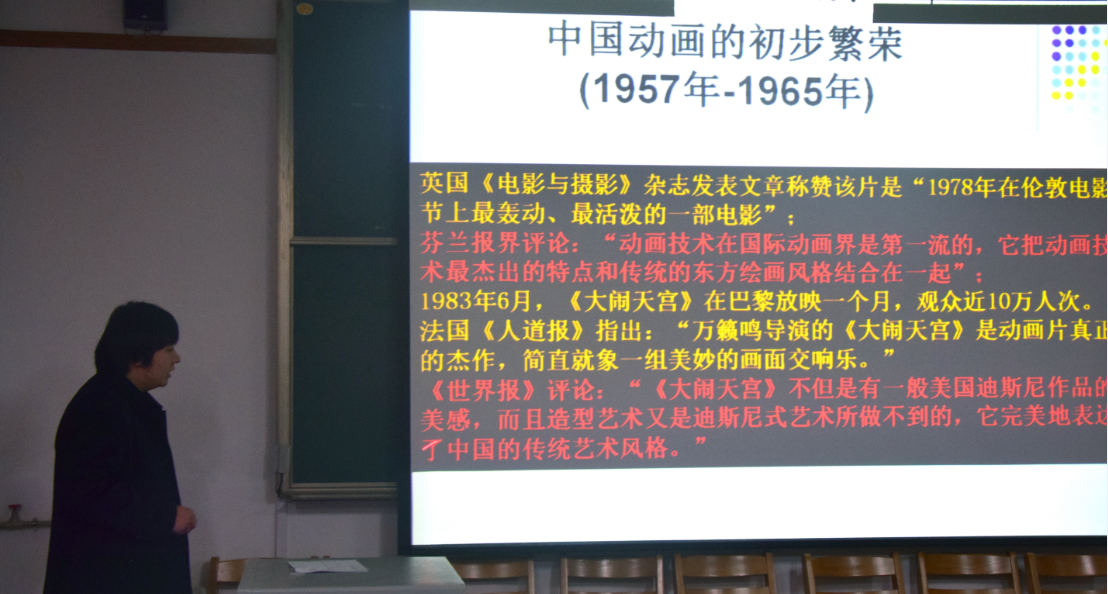 中国动画的初步繁荣
(1957年-1965年)
英国《电影与摄影》杂志发表文章称赞该片是“1978年在伦敦电影
节上最轰动、最活泼的一部电影”；
芬兰报界评论：“动画技术在国际动画界是第一流的，它把动画技
术最杰出的特点和传统的东方绘画风格结合在一起”；
1983年6月，《大闹天宫》在巴黎放映一个月，观众近10万人次。
法国《人道报》指出：“万籁鸣导演的《大闹天宫》是动画片真正
的杰作，简直就象一组美妙的画面交响乐。”
《世界报》评论：“《大闹天宫》不但是有一般美国迪斯尼作品的
美感，而且造型艺术又是迪斯尼式艺术所做不到的，它完美地表达
了中国的传统艺术风格。”